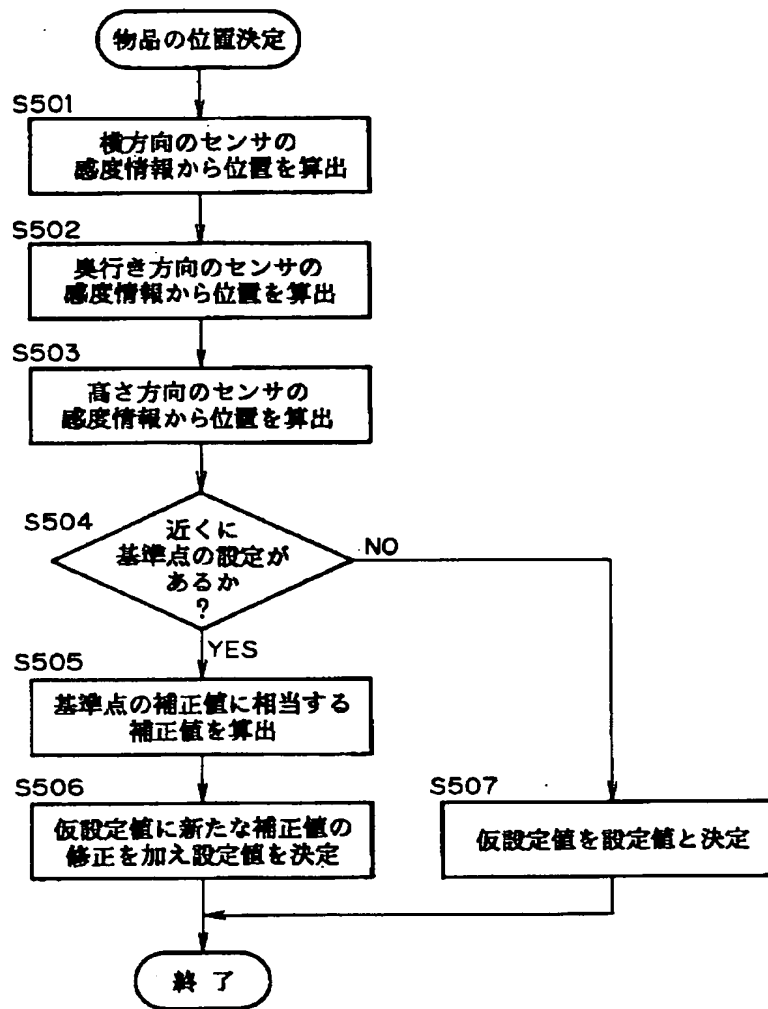 物品の位置決定
S501
横方向のセンサの
感度情報から位置を算出
S502
奥行き方向のセンサの
感度情報から位置を算出
S503
高さ方向のセンサの
感度情報から位置を算出
S504
近くに
基準点の設定が
あるか
?
NO
YES
S505
基準点の補正値に相当する
補正値を算出
S506
仮設定値に新たな補正値の
修正を加え設定値を決定
S507
仮設定値を設定値と決定
終了